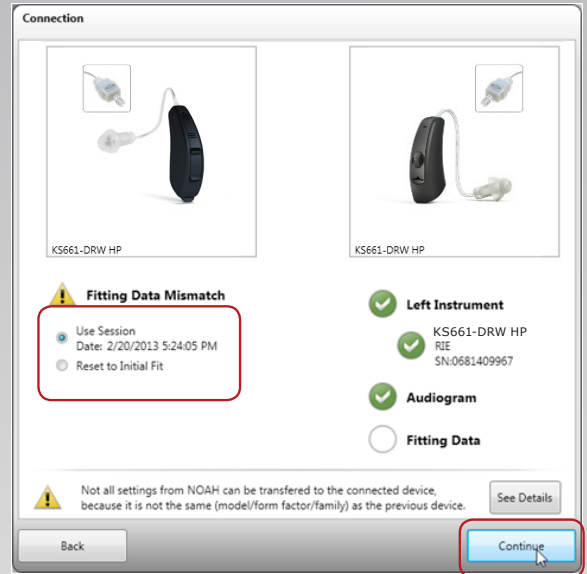 Connection
KS661-DRW HP
KS661-DRW HP
Fitting Data Mismatch
Use Session
Date: 2/20/2013 5:24:05 PM
Reset to Initial Fit
Left Instrument
KS661-DRW HP
RIE
SN:0681409967
Audiogram
Fitting Data
Not all settings from NOAH can be transfered to the connected device,
because it is not the same (model/form factor/family) as the previous device.
See Details
Back
Continue